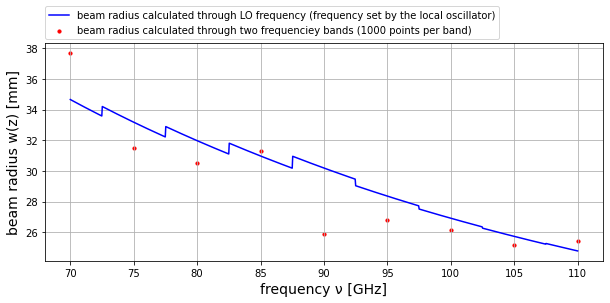 beam radius calculated through LO frequency (frequency set by the local oscillator)
beam radius calculated through two frequenciey bands (1000 points per band)
38
36
34
32
30
28
26
beam radius w(z) [mm]
70 75 80 85 90 95 100 105 110
frequency ν [GHz]